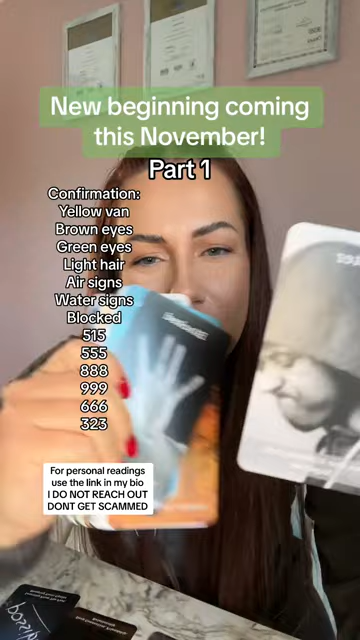 New beginning coming
this November!
Part 1
Confirmation:
Yellow van
Brown eyes
Green eyes
Light hair
Air signs
Water signs
Blocked
515
555
888
999
666
323
For personal readings
use the link in my bio
I DO NOT REACH OUT
DONT GET SCAMMED